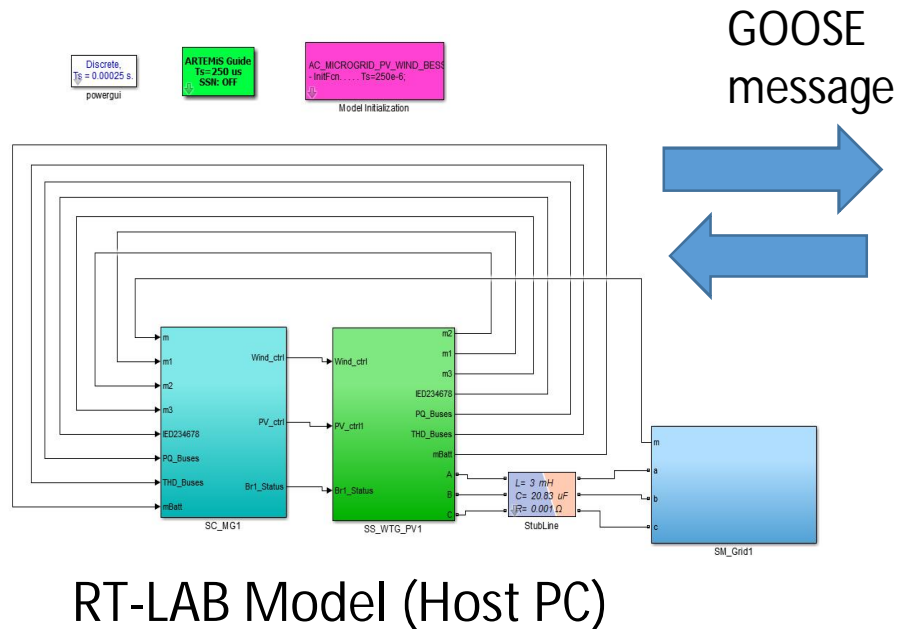 GOOSE
message
Discrete,
Ts = 0.00025 s.
powergui
ARTEMiS Guide
Ts=250 us
SSN: OFF
AC_MICROGRID_PV_WIND_BESS
- InitFcn. . . . . Ts=250e-6;
Model Initialization
m
m1
m2
m3
IED234678
PQ_Buses
THD_Buses
mBatt
Wind_ctrl
PV_ctrl
Br1_Status
SC_MG1
Wind_ctrl
PV_ctrl1
Br1_Status
m2
m1
m3
IED234678
PQ_Buses
THD_Buses
mBatt
A
B
C
SS_WTG_PV1
L= 3 mH
C= 20.83 uF
R= 0.001 Ω
StubLine
m
a
b
c
SM_Grid1
RT-LAB Model (Host PC)